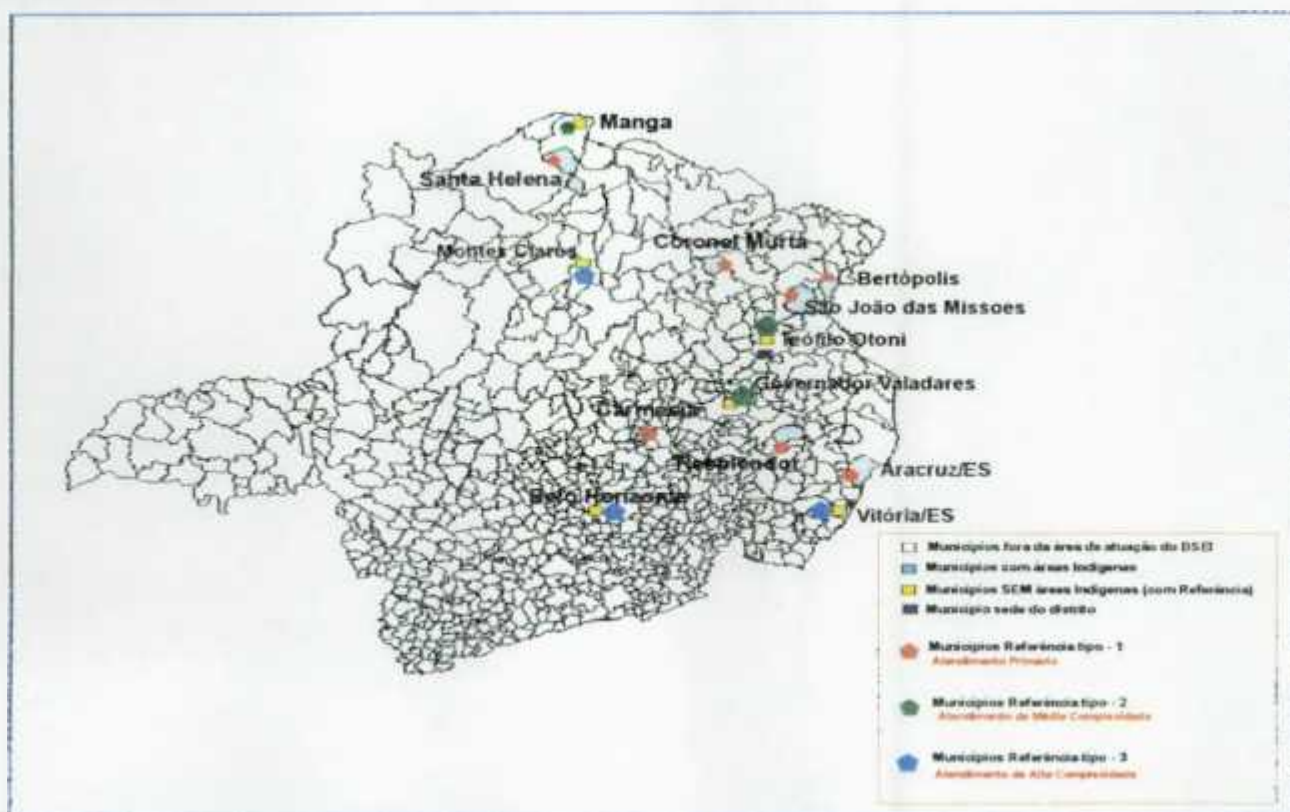 Manga
Santa Helena
Montes Claros
Coronel Murta
Bertópolis
São João das Missoes
Teófilo Otoni
Governador Valadares
Carmesia
Resplendor
Aracruz/ES
Belo Horizonte
Vitória/ES
Municípios fora da área de atuação do DSEI
Municípios com áreas Indígenas
Municípios SEM áreas Indígenas (com Referência)
Município sede do distrito
Municípios Referência tipo - 1
Atendimento Primário
Municípios Referência tipo - 2
Atendimento de Média Complexidade
Municípios Referência tipo - 3
Atendimento de Alta Complexidade